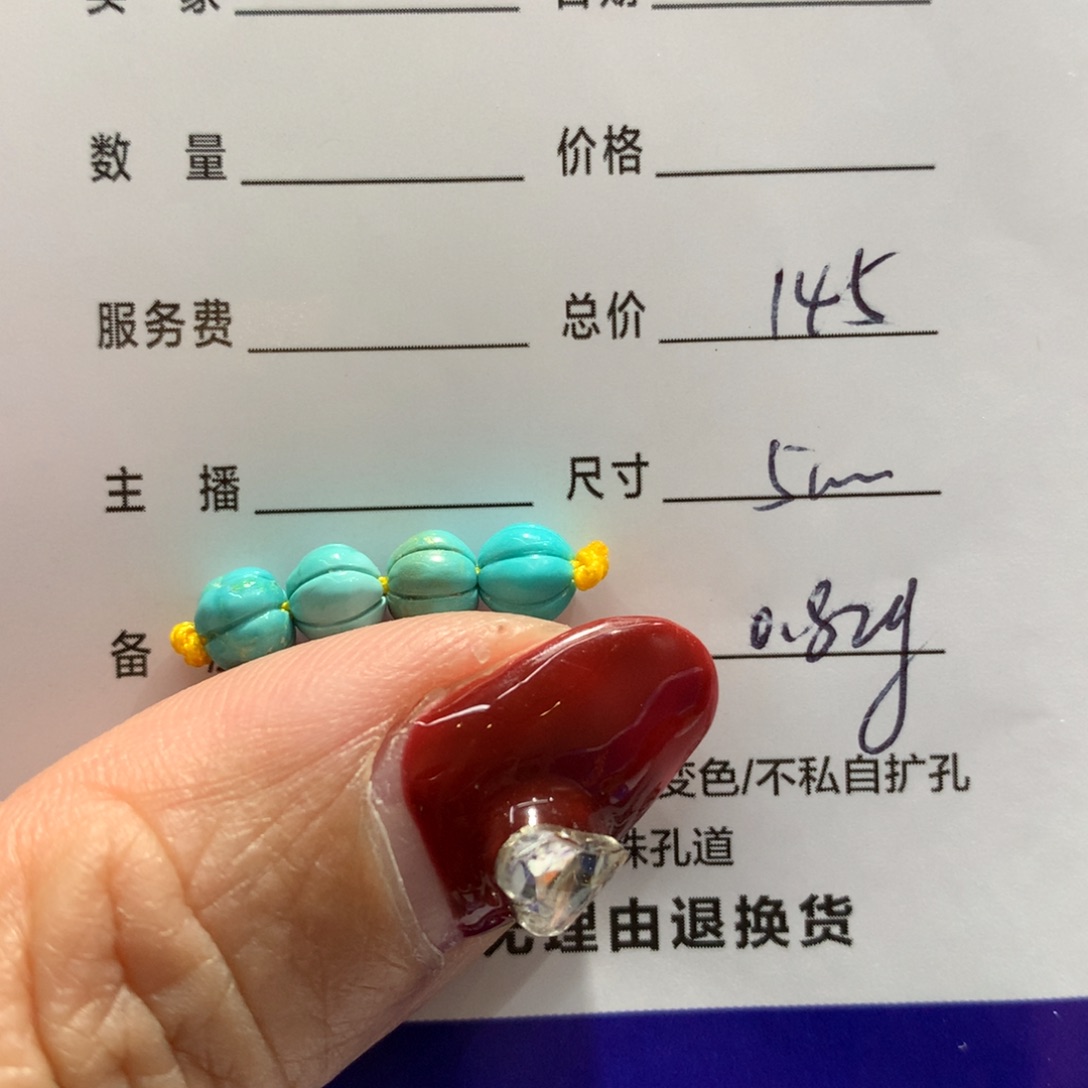 数 量 价格
服务费 总价 145
主 播 尺寸 5mm
备 0.82g
变色/不私自扩孔
珠孔道
无理由退换货